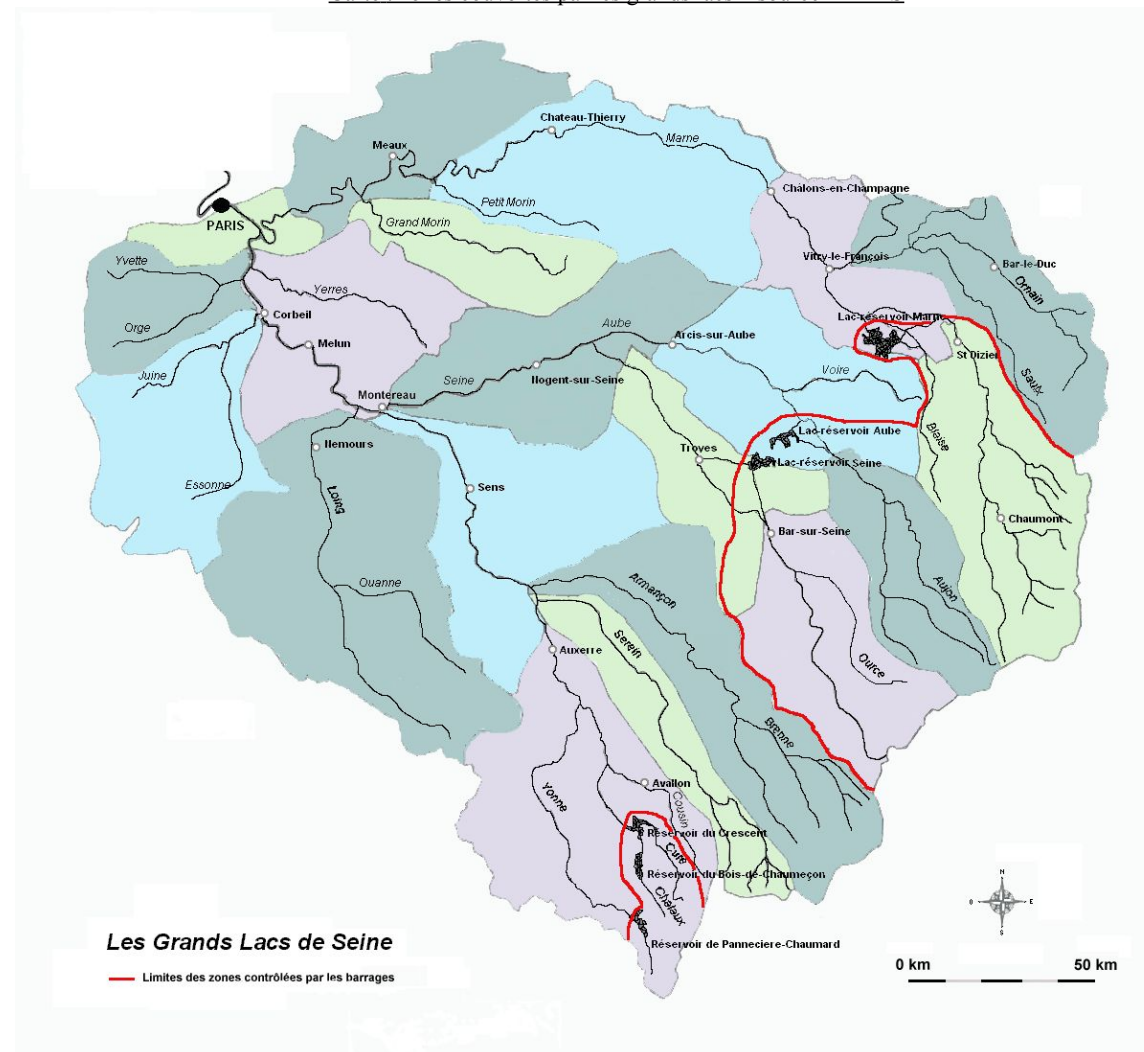 Chateau-Thierry
Marne
Meaux
Châlons-en-Champagne
Petit Morin
PARIS
Grand Morin
Vitry-le-François
Bar-le-Duc
Yvette
Ornain
Yerres
Corbeil
Lac-réservoir Marne
Orge
Aube
Arcis-sur-Aube
Melun
St Dizier
Juine
Seine
Nogent-sur-Seine
Voire
Saulx
Montereau
Lac-réservoir Aube
Blaise
Nemours
Troyes
Lac-réservoir Seine
Essonne
Sens
Loing
Chaumont
Bar-sur-Seine
Ouanne
Armançon
Aujon
Serein
Auxerre
Ource
Brenne
Yonne
Avallon
Cousin
Réservoir du Crescent
Cure
Réservoir du Bois-de-Chaumeçon
Chalaux
N
O
E
S
Les Grands Lacs de Seine
Réservoir de Panneciere-Chaumard
0 km
50 km
Limites des zones contrôlées par les barrages